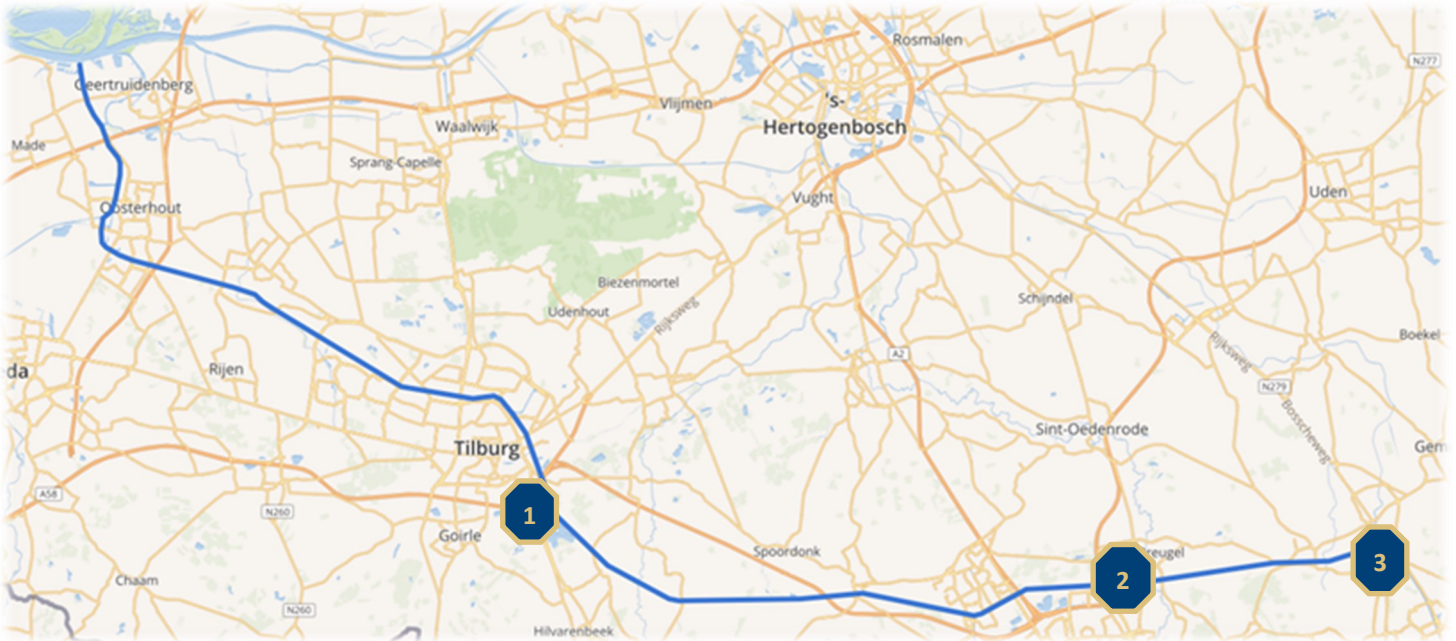 Rosmalen
N277
Geertruidenberg
Vlijmen
's-
Hertogenbosch
Waalwijk
Made
Sprang-Capelle
Vught
Uden
Oosterhout
Biezenmortel
Udenhout
Rijksweg
Schijndel
Rijksweg
Boekel
A2
Rijen
da
N279
Bosscheweg
Sint-Oedenrode
Tilburg
Gem
A58
N260
1
Goirle
Spoordonk
reugel
2
3
Chaam
N260
Hilvarenbeek